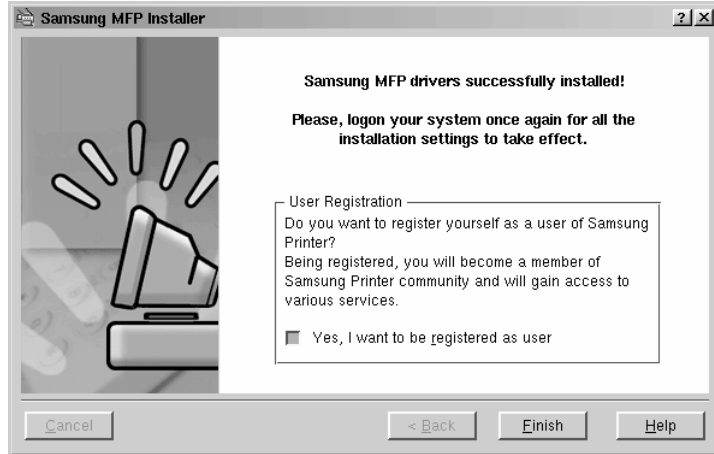 Samsung MFP Installer
Samsung MFP drivers successfully installed!
Please, logon your system once again for all the
installation settings to take effect.
User Registration
Do you want to register yourself as a user of Samsung
Printer?
Being registered, you will become a member of
Samsung Printer community and will gain access to
various services.
Yes, I want to be registered as user
Cancel
< Back
Finish
Help